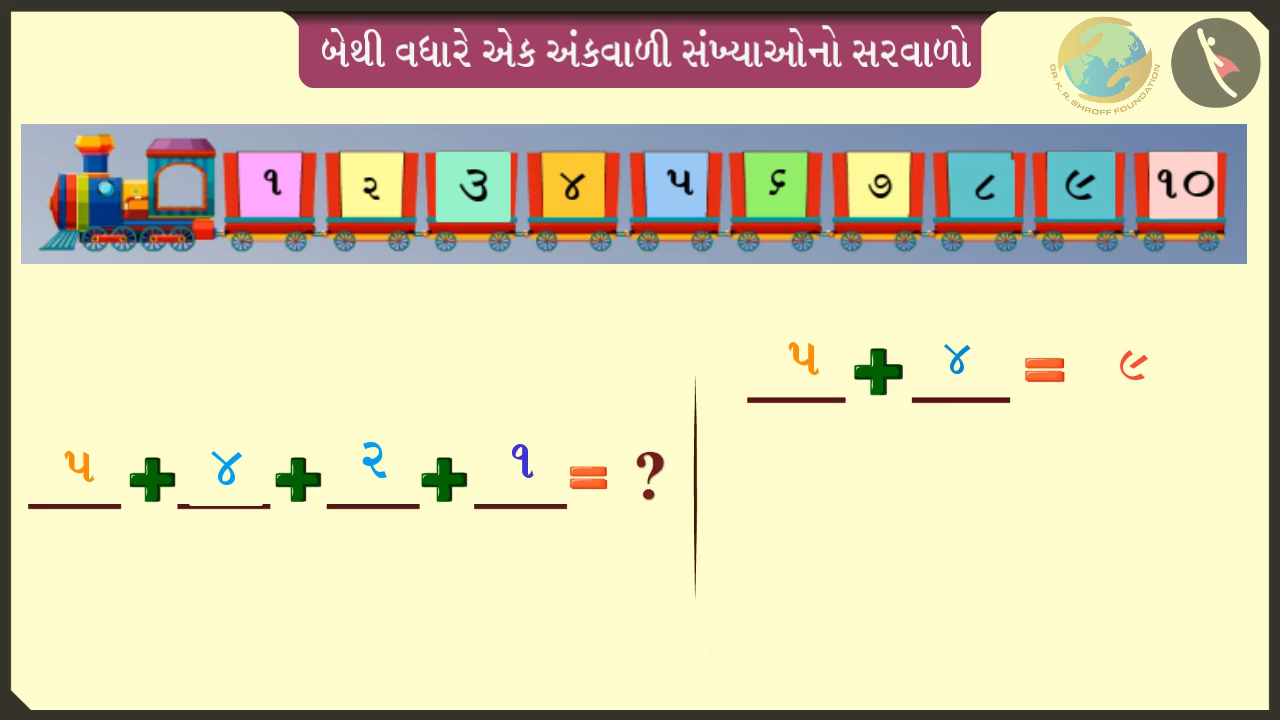 બેથી વધારે એક અંકવાળી સંખ્યાઓનો સરવાળો
DR. K. R. SHROFF FOUNDATION
૧ ૨ ૩ ૪ ૫ ૬ ૭ ૮ ૯ ૧૦
૫ + ૪ = ૯
૫ + ૪ + ૨ + ૧ = ?